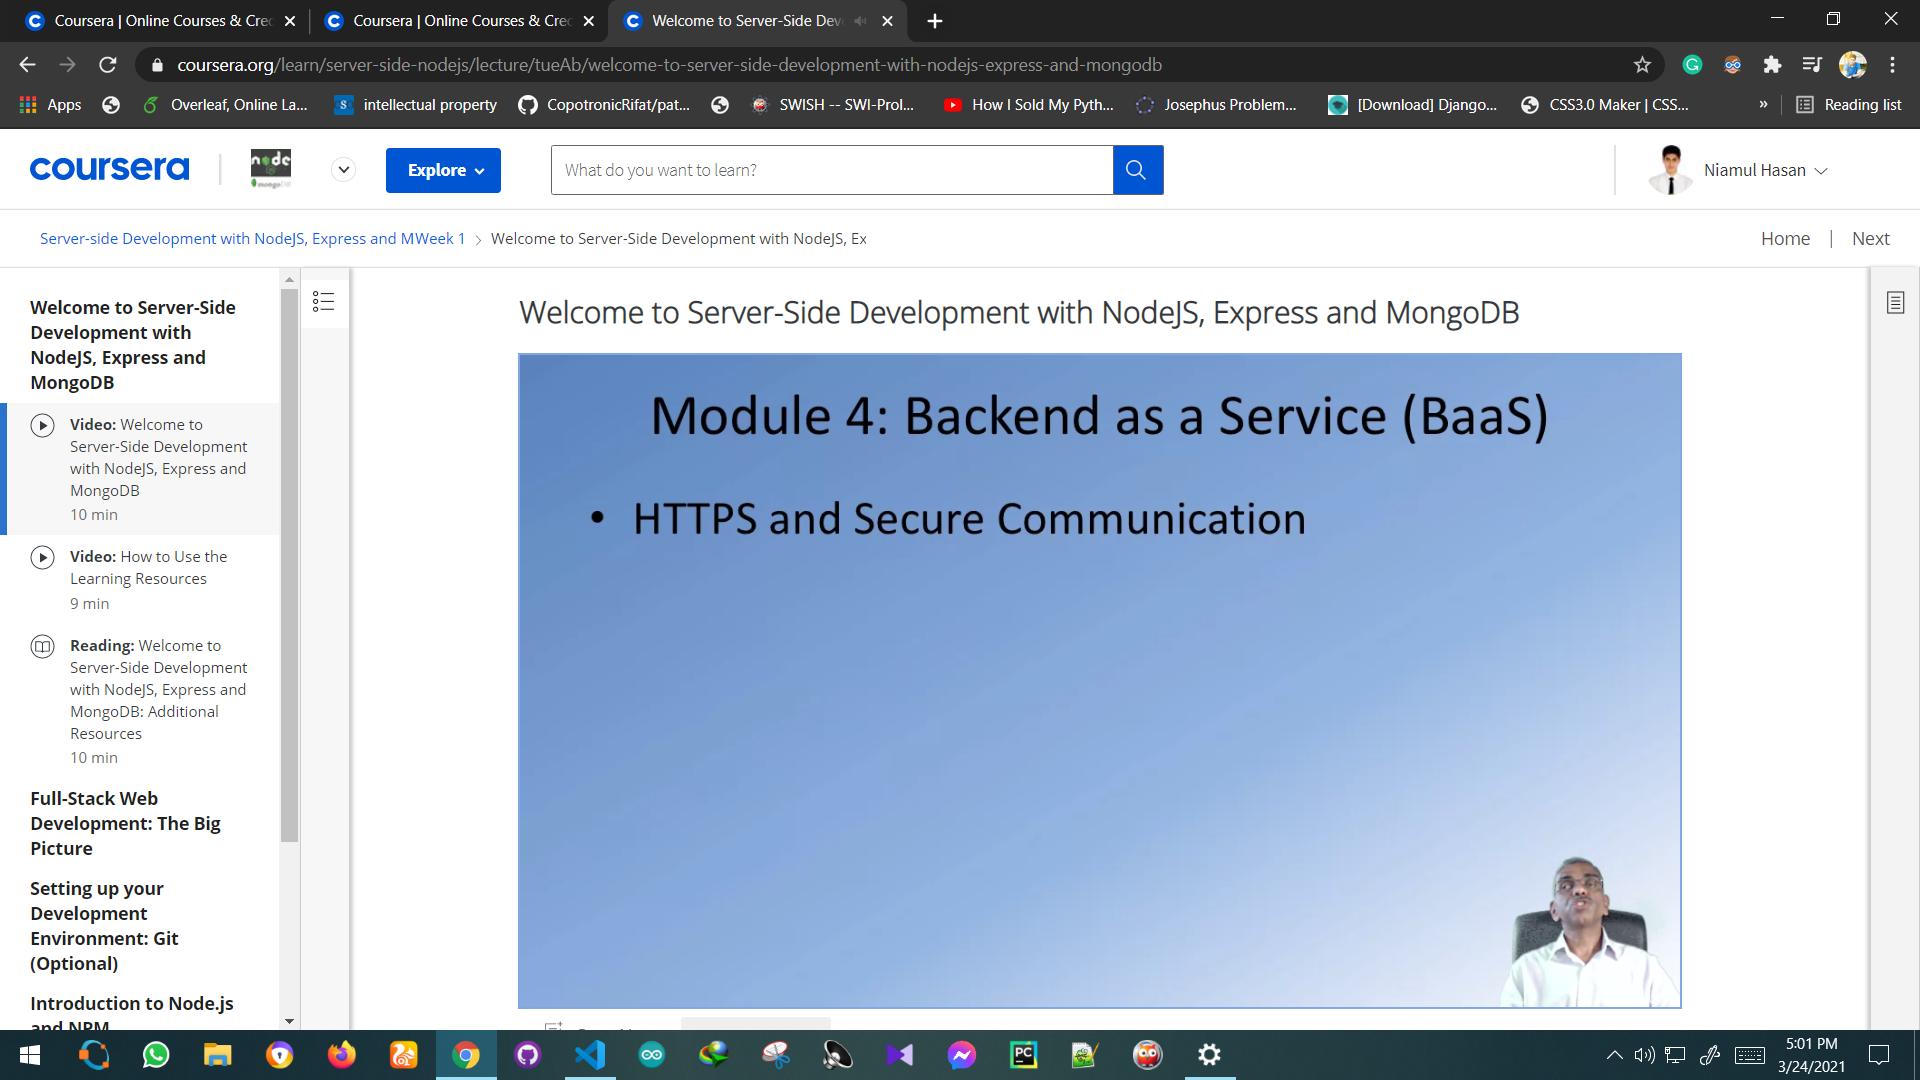 Coursera | Online Courses & Cre
Coursera | Online Courses & Cre
Welcome to Server-Side Dev
coursera.org/learn/server-side-nodejs/lecture/tueAb/welcome-to-server-side-development-with-nodejs-express-and-mongodb
Apps
Overleaf, Online La...
intellectual property
CopotronicRifat/pat...
SWISH -- SWI-Prol...
How I Sold My Pyth...
Josephus Problem...
[Download] Django...
CSS3.0 Maker | CSS...
»
Reading list
coursera
node
mongoDB
Explore
What do you want to learn?
Niamul Hasan
Server-side Development with NodeJS, Express and M Week 1
Welcome to Server-Side Development with NodeJS, Ex
Home | Next
Welcome to Server-Side
Development with
NodeJS, Express and
MongoDB
Video: Welcome to
Server-Side Development
with NodeJS, Express and
MongoDB
10 min
Video: How to Use the
Learning Resources
9 min
Reading: Welcome to
Server-Side Development
with NodeJS, Express and
MongoDB: Additional
Resources
10 min
Full-Stack Web
Development: The Big
Picture
Setting up your
Development
Environment: Git
(Optional)
Introduction to Node.js
and NPM
Welcome to Server-Side Development with NodeJS, Express and MongoDB
Module 4: Backend as a Service (BaaS)
• HTTPS and Secure Communication
PC
5:01 PM
3/24/2021